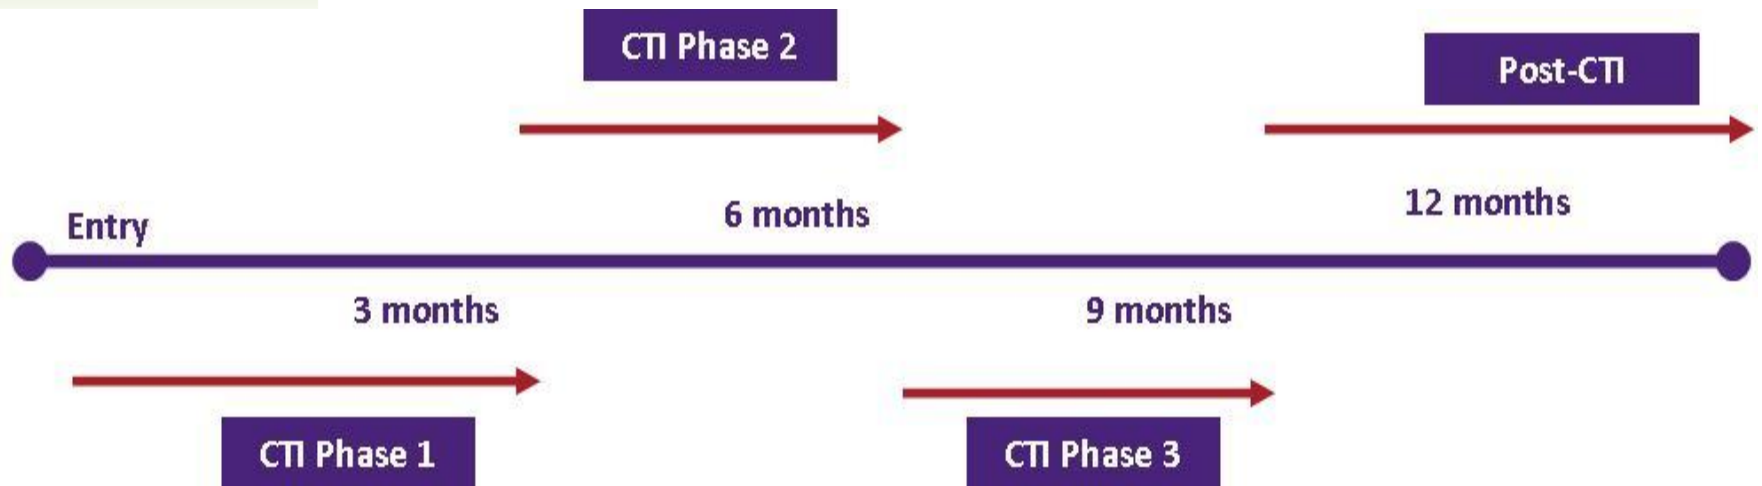 CTI Phase 2
Post-CTI
Entry
6 months
12 months
3 months
9 months
CTI Phase 1
CTI Phase 3